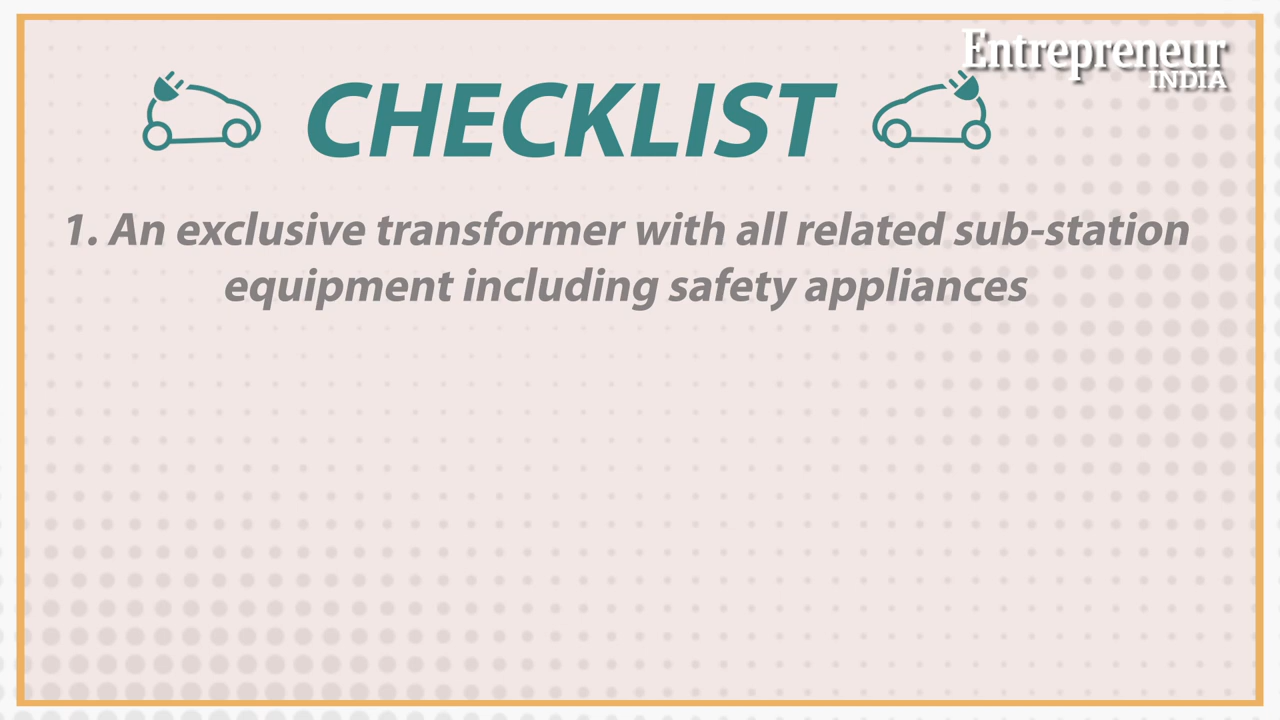 Entrepreneur
INDIA
CHECKLIST
1. An exclusive transformer with all related sub-station
equipment including safety appliances